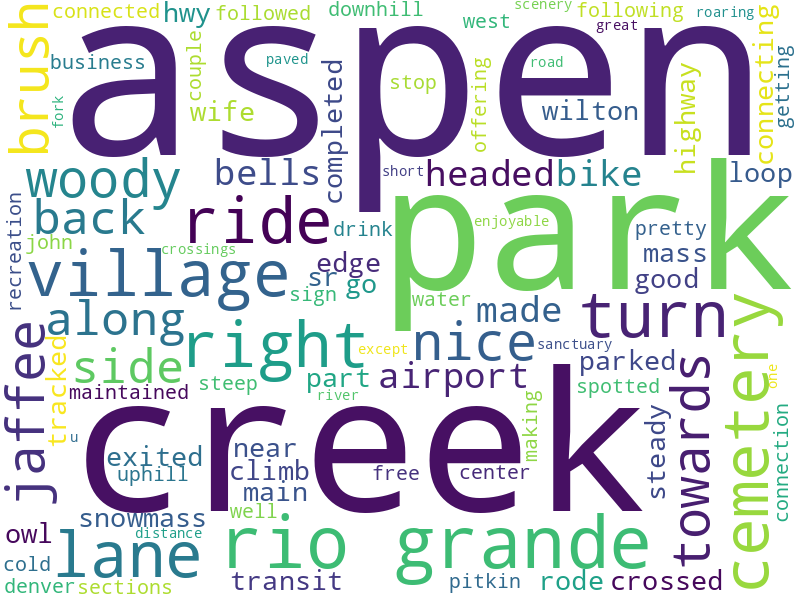 connected
hwy
followed
downhill
scenery
following
roaring
west
great
connecting
brush
aspen
couple
business
paved
road
getting
stop
offering
fork
wife
completed
wilton
highway
woody
bells
short
headed
bike
loop
back
ride
park
recreation
drink
enjoyable
pretty
john
crossings
village
edge
mass
sr
go
good
sign
water
along
made
turn
right
nice
sanctuary
jaffee
side
except
parked
tracked
airport
towards
cemetery
one
steep
part
spotted
maintained
river
creek
u
near
making
steady
exited
climb
free
center
uphill
main
connection
snowmass
well
owl
distance
lane
rio grande
cold
denver
sections
transit
pitkin
rode
crossed